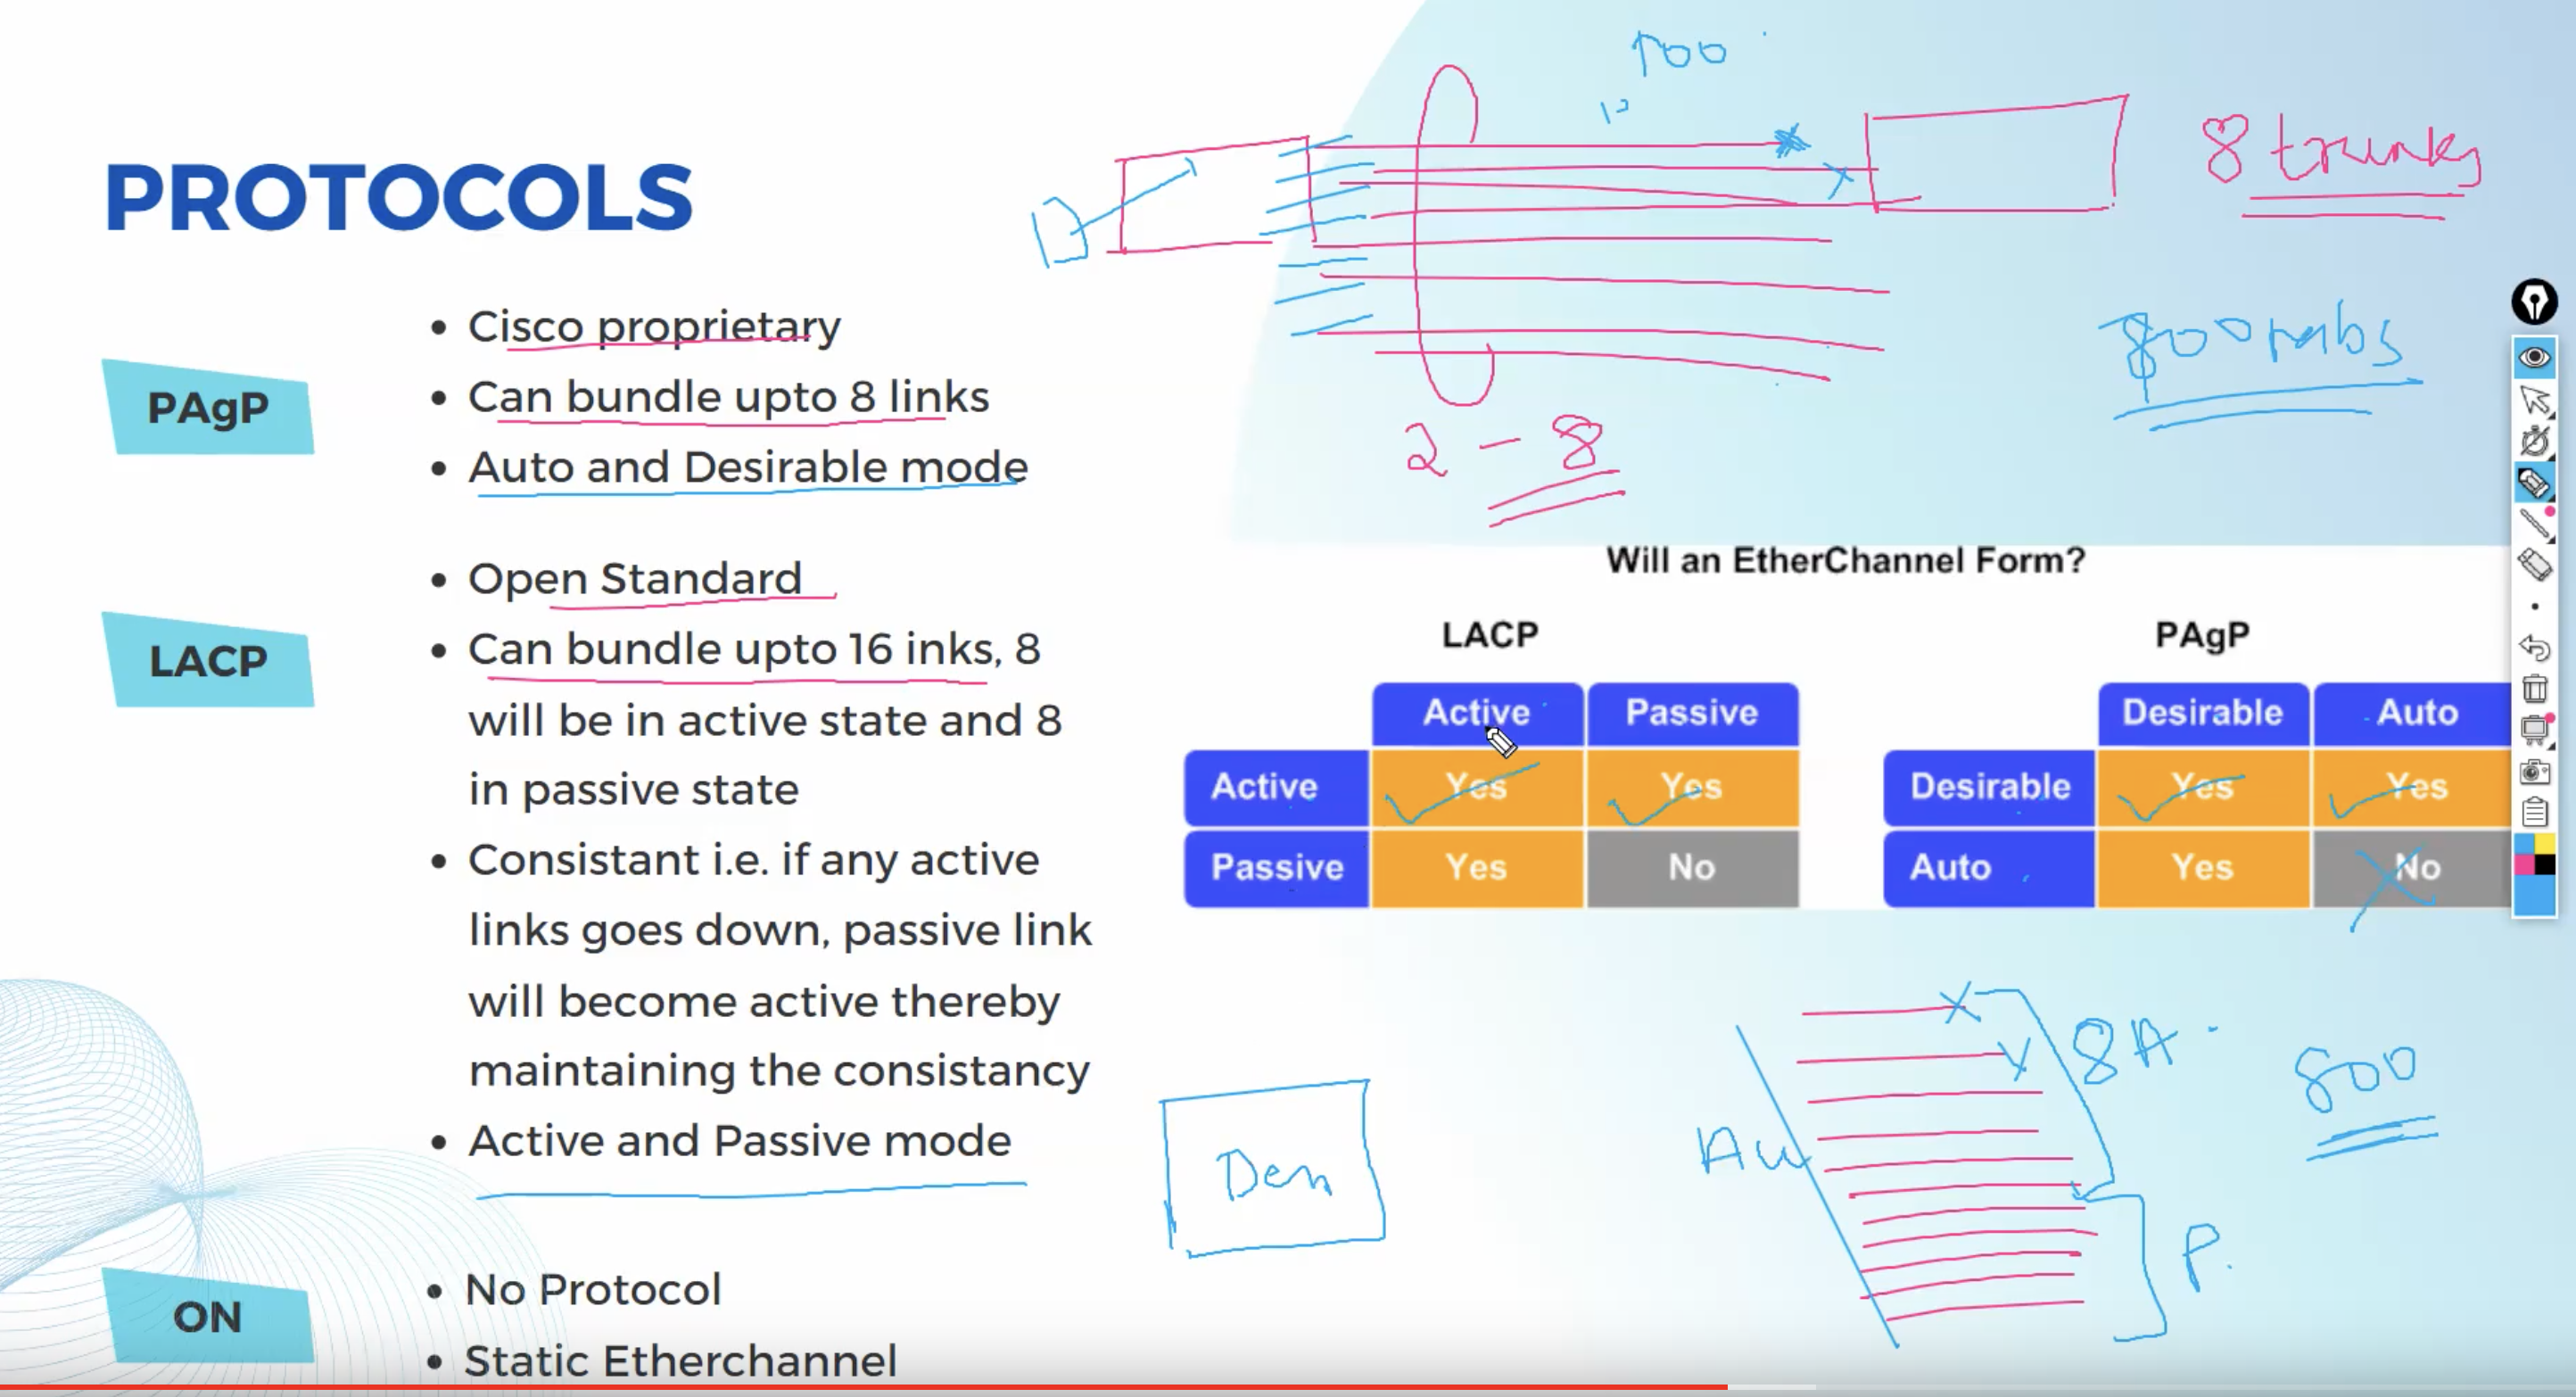 PROTOCOLS
PAgP
• Cisco proprietary
• Can bundle upto 8 links
• Auto and Desirable mode
LACP
• Open Standard
• Can bundle upto 16 inks, 8
will be in active state and 8
in passive state
• Consistant i.e. if any active
links goes down, passive link
will become active thereby
maintaining the consistancy
• Active and Passive mode
ON
• No Protocol
• Static Etherchannel
100
8 trunks
800 mbs
2 - 8
Will an EtherChannel Form?
LACP
Active Passive
Active Yes Yes
Passive Yes No
PAgP
Desirable Auto
Desirable Yes Yes
Auto Yes No
8A
800
P.